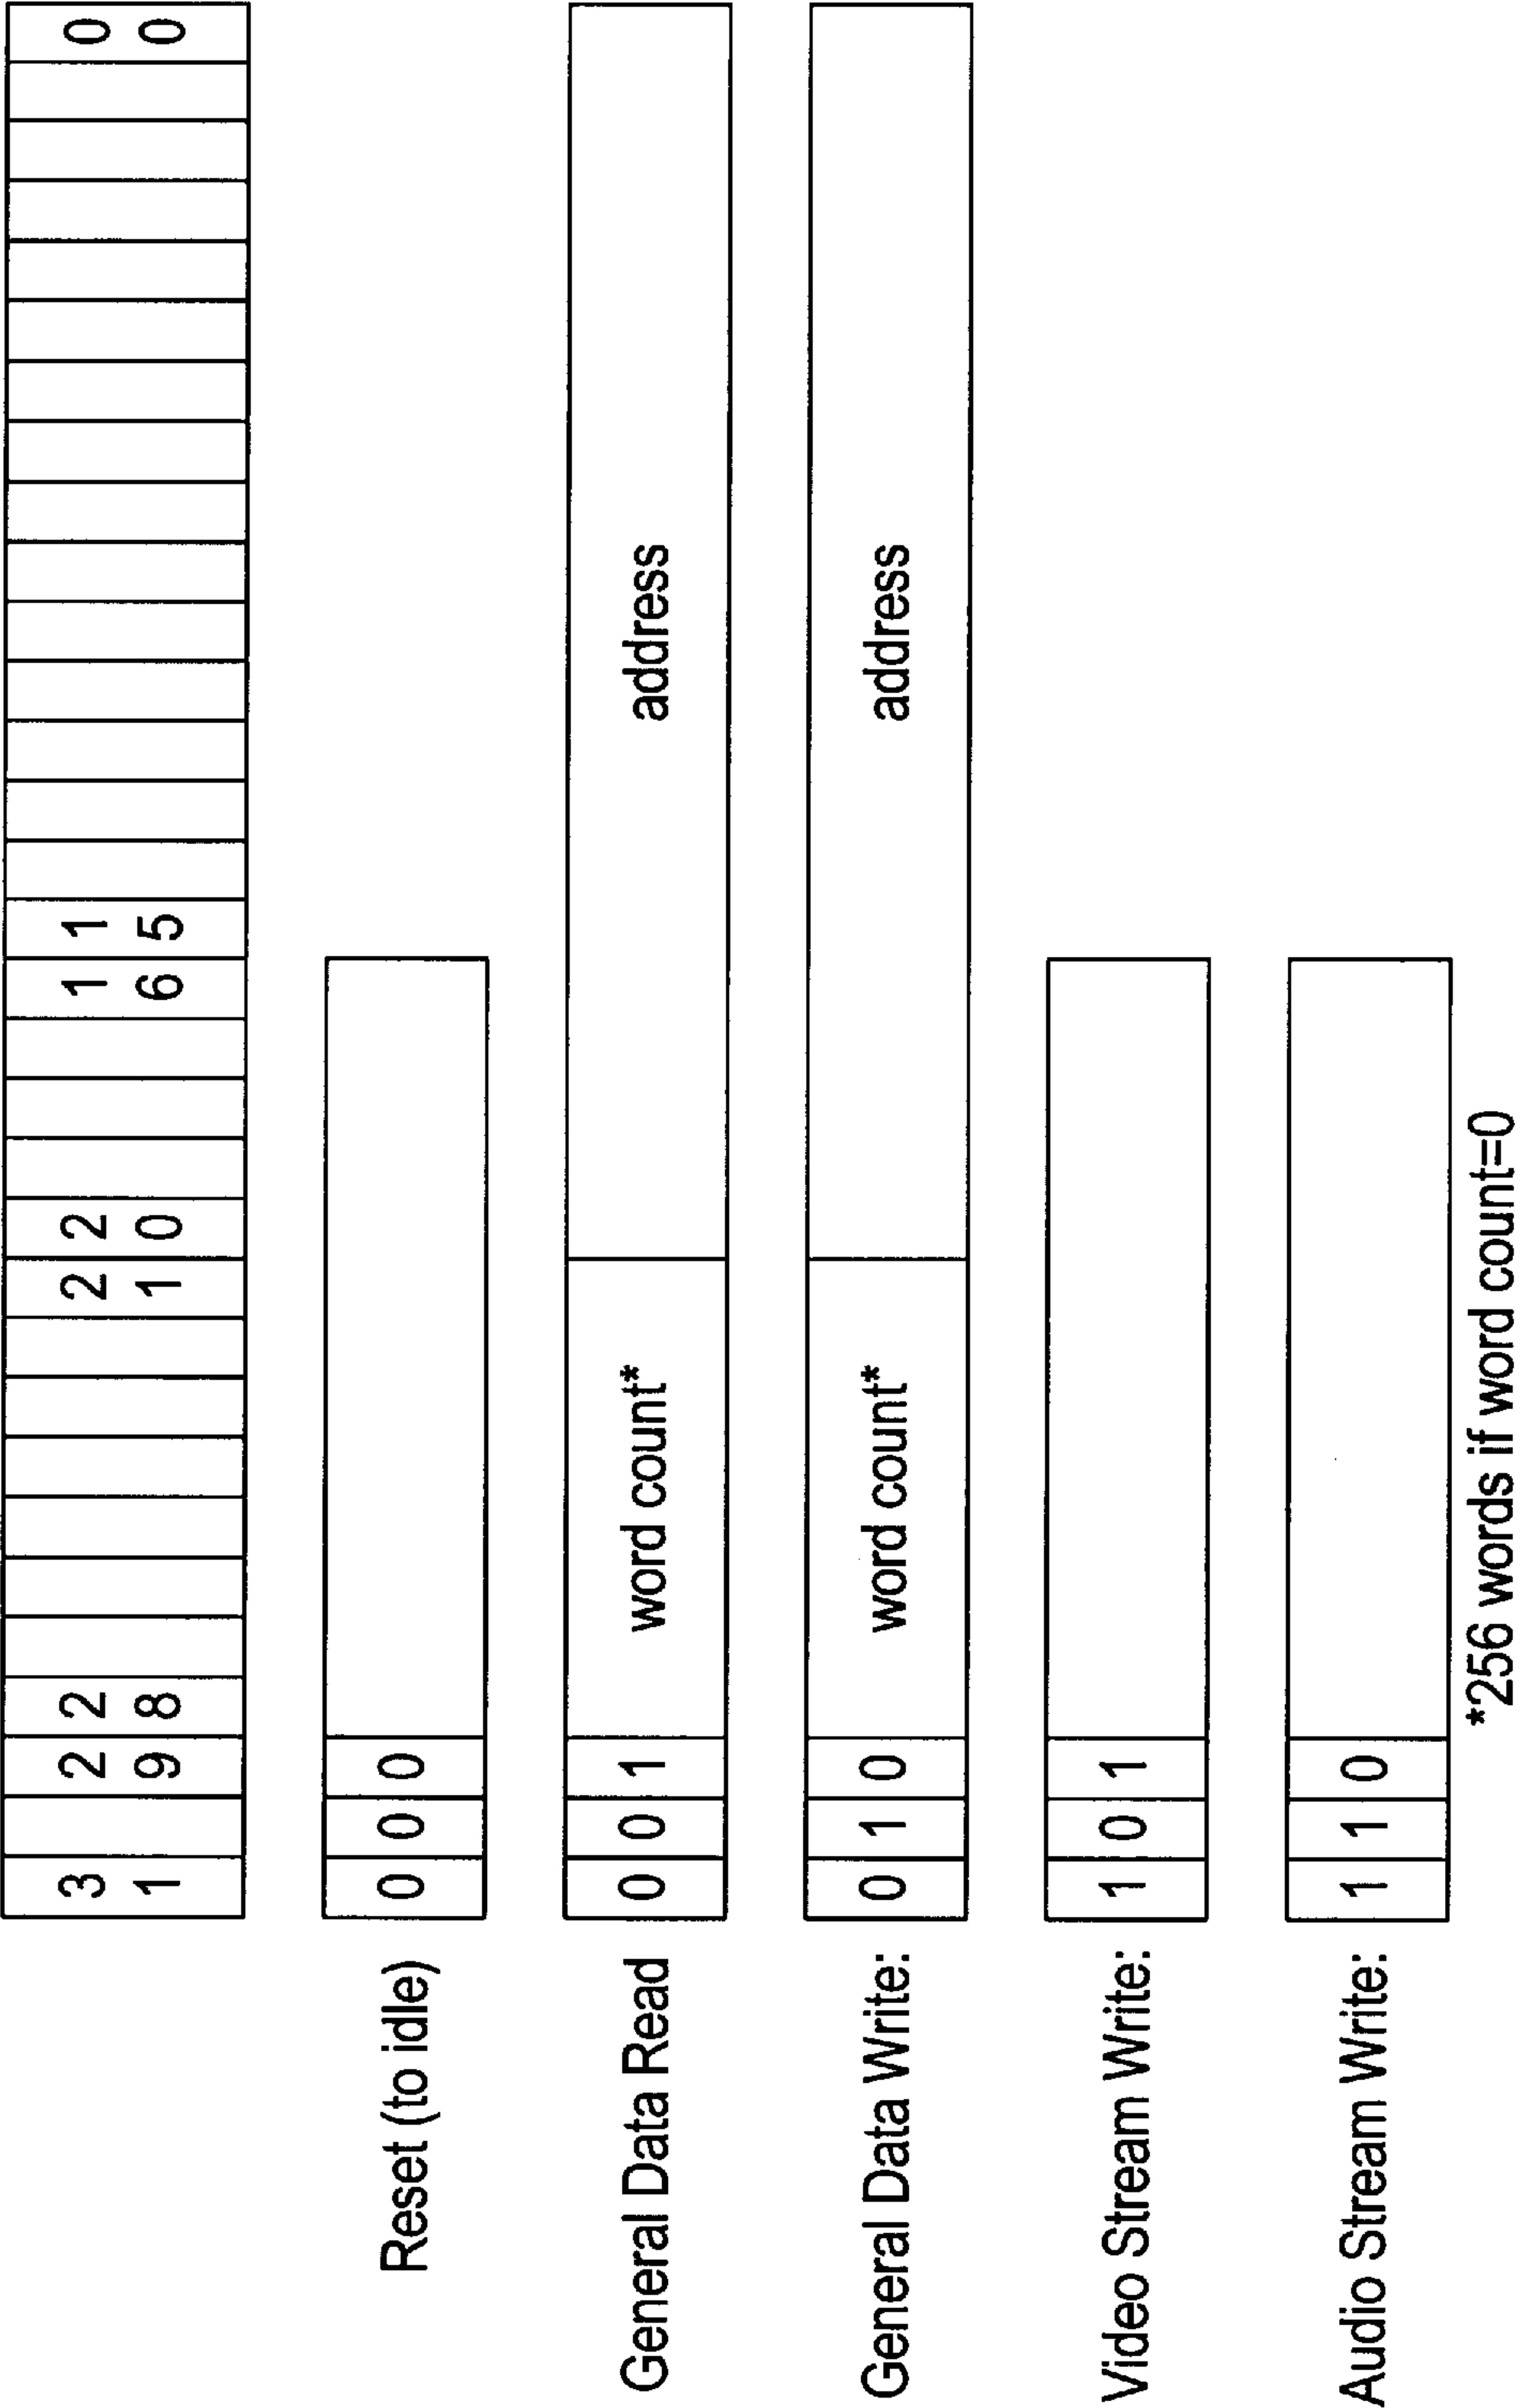 3 2 2 2 2 1 1 0
1 9 8 1 0 6 5 0
Reset (to idle) 0 0 0
General Data Read 0 0 1 word count* address
General Data Write: 0 1 0 word count* address
Video Stream Write: 1 0 1
Audio Stream Write: 1 1 0
*256 words if word count=0